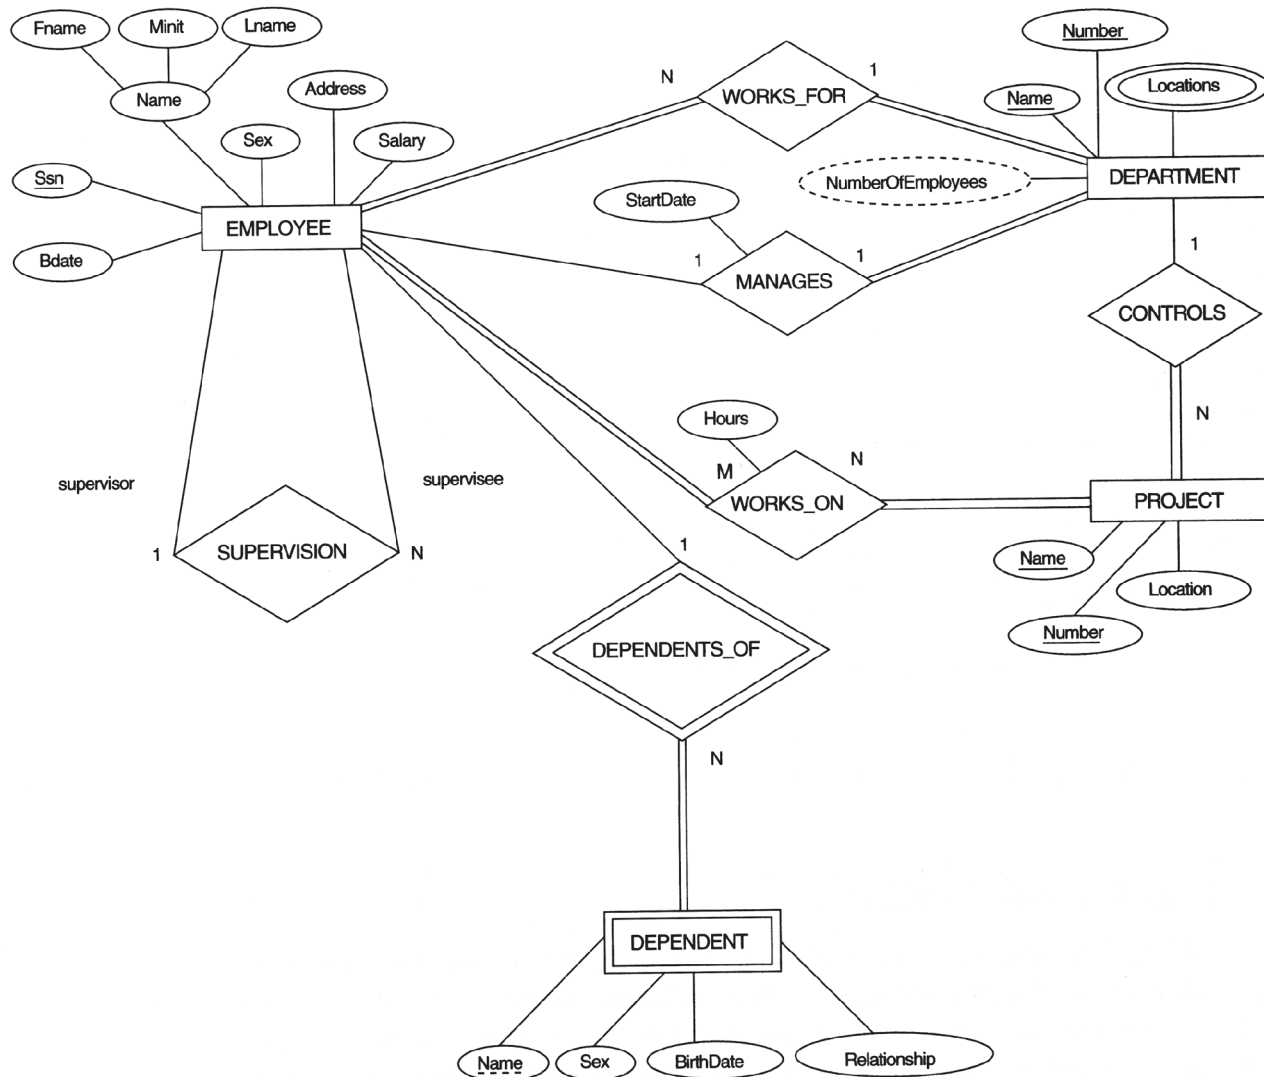 Fname
Minit
Lname
Number
Name
Address
N
1
WORKS_FOR
Locations
Name
Sex
Salary
Ssn
NumberOfEmployees
DEPARTMENT
StartDate
EMPLOYEE
Bdate
1
1
MANAGES
1
CONTROLS
Hours
N
M
N
supervisor
supervisee
WORKS_ON
PROJECT
1
SUPERVISION
N
1
Name
Location
Number
DEPENDENTS_OF
N
DEPENDENT
Name
Sex
BirthDate
Relationship